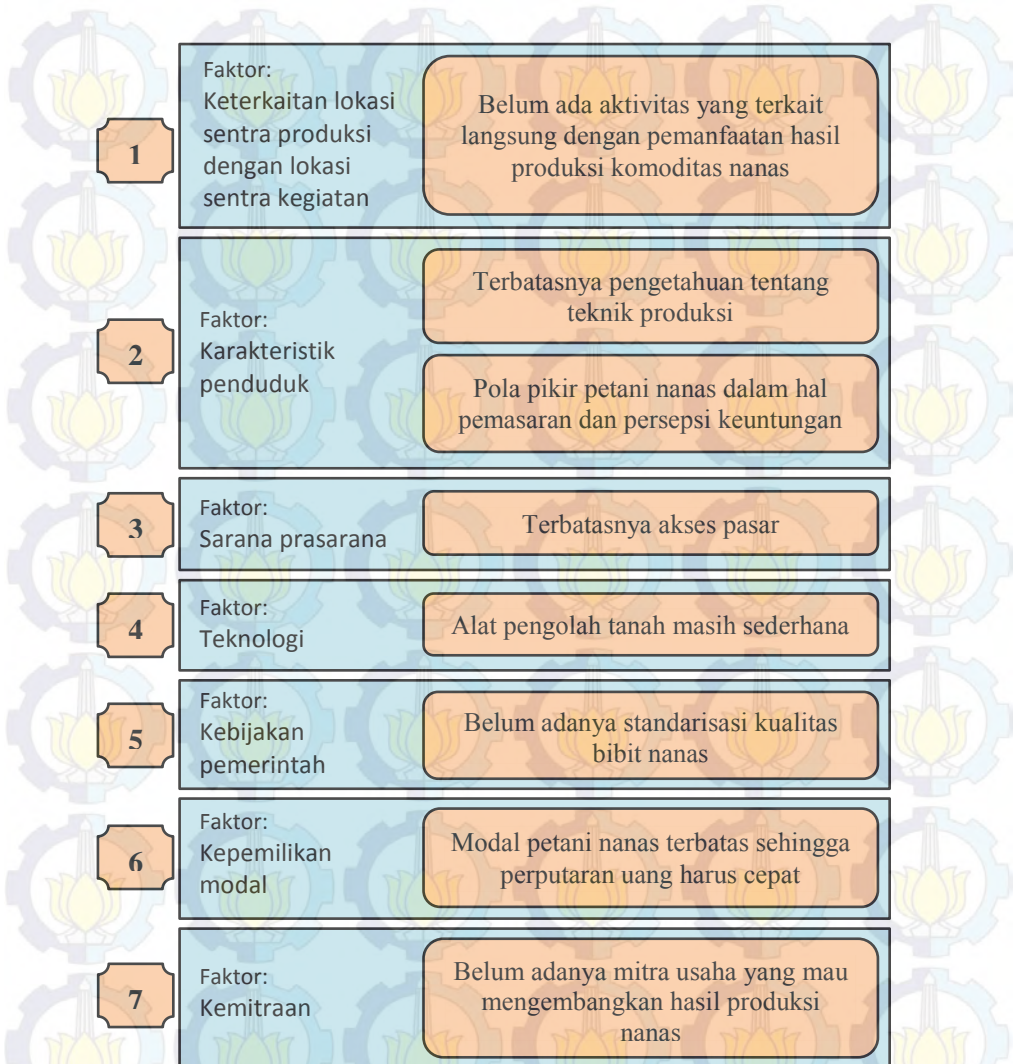 1
Faktor:
Keterkaitan lokasi
sentra produksi
dengan lokasi
sentra kegiatan
Belum ada aktivitas yang terkait
langsung dengan pemanfaatan hasil
produksi komoditas nanas
2
Faktor:
Karakteristik
penduduk
Terbatasnya pengetahuan tentang
teknik produksi
Pola pikir petani nanas dalam hal
pemasaran dan persepsi keuntungan
3
Faktor:
Sarana prasarana
Terbatasnya akses pasar
4
Faktor:
Teknologi
Alat pengolah tanah masih sederhana
5
Faktor:
Kebijakan
pemerintah
Belum adanya standarisasi kualitas
bibit nanas
6
Faktor:
Kepemilikan
modal
Modal petani nanas terbatas sehingga
perputaran uang harus cepat
7
Faktor:
Kemitraan
Belum adanya mitra usaha yang mau
mengembangkan hasil produksi
nanas